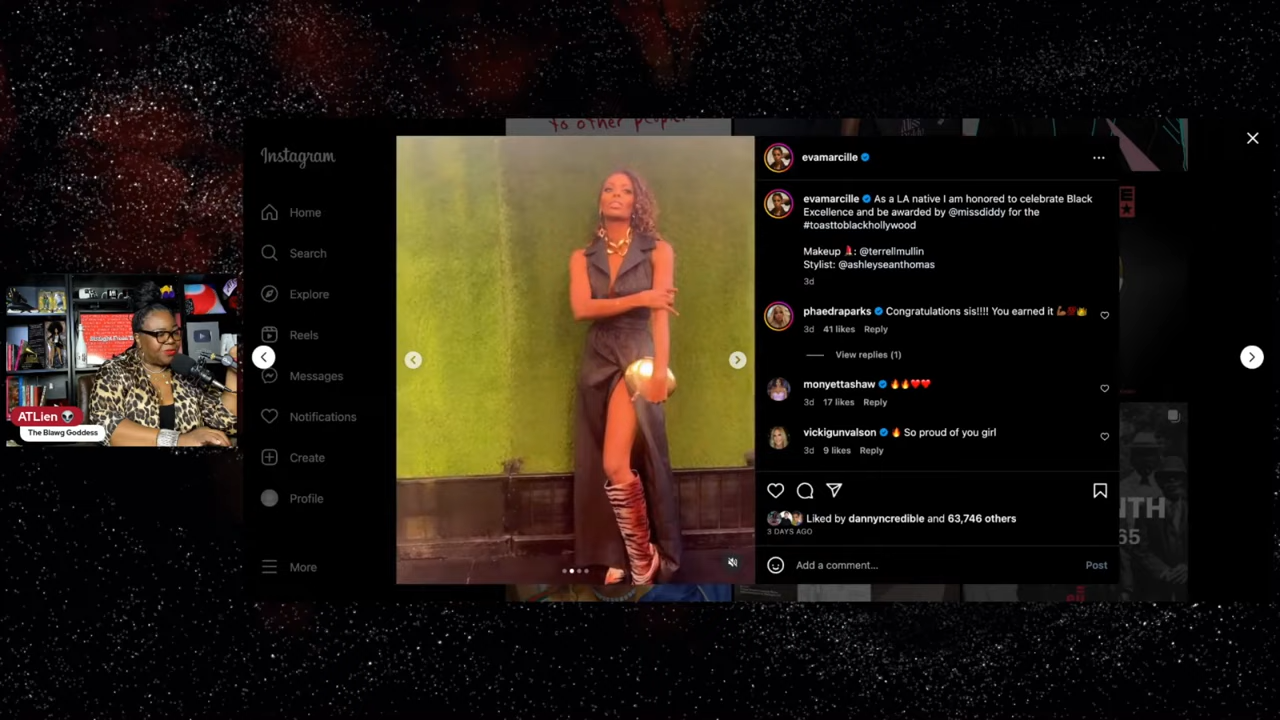 to other people
Instagram
Home
Search
Explore
Reels
Messages
Notifications
Create
Profile
More
ATLien
The Blawg Goddess
evamarcille
evamarcille As a LA native I am honored to celebrate Black
Excellence and be awarded by @missdiddy for the
#toasttoblackhollywood
Makeup 💄: @terrellmullin
Stylist: @ashleyseanthomas
3d
phaedraparks Congratulations sis!!!! You earned it 💪🏾💯👏
3d 41 likes Reply
View replies (1)
monyettashaw 🔥🔥❤️❤️
3d 17 likes Reply
vickigunvalson 🔥 So proud of you girl
3d 9 likes Reply
Liked by dannyncredible and 63,746 others
3 DAYS AGO
Add a comment... Post
65